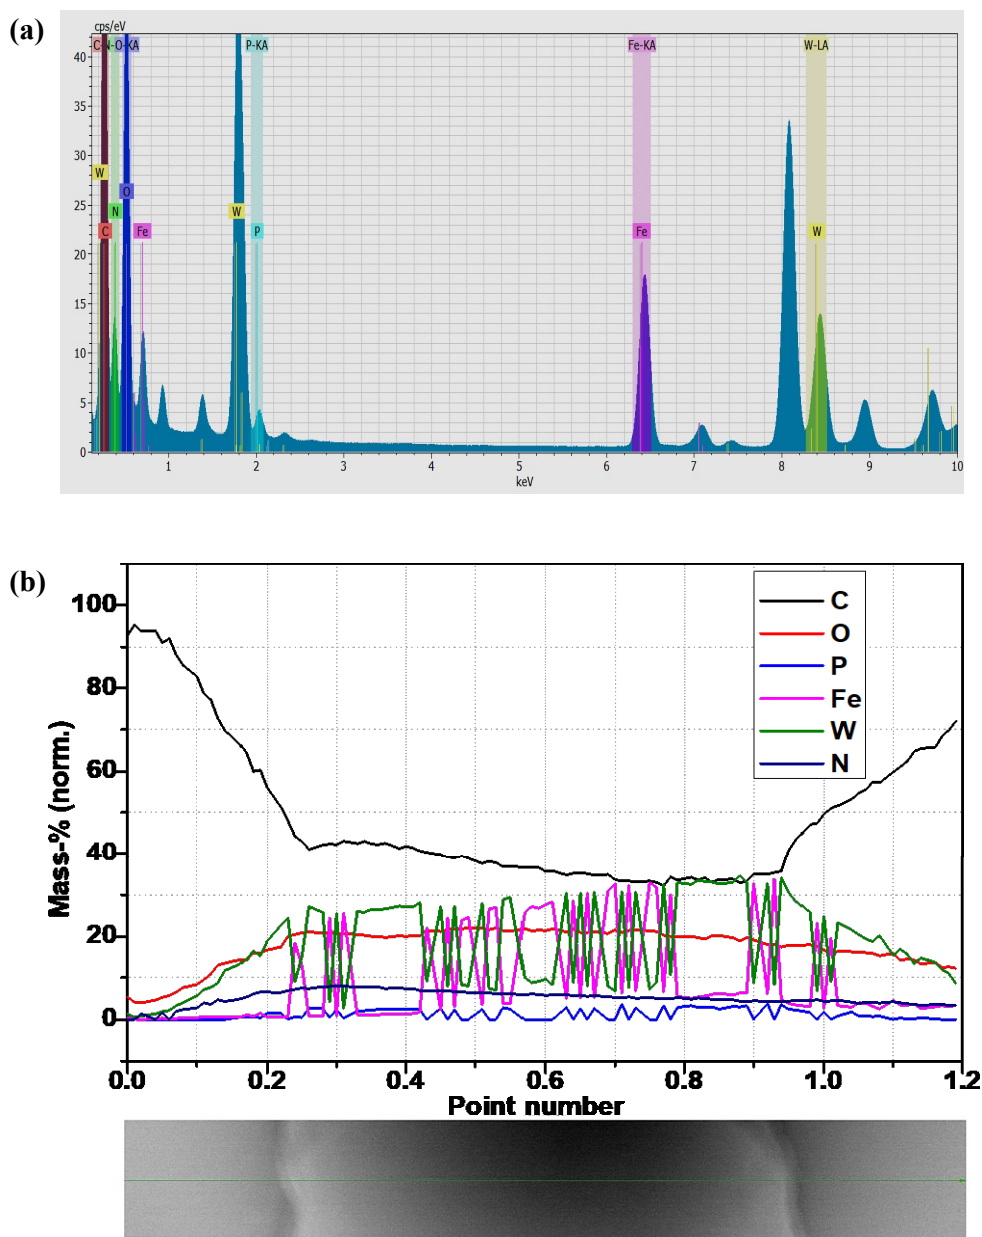 (a)
cps/eV
C N-O O-KA P-KA Fe-KA W-LA
40
35
30
25
20
15
10
5
0
W
O
N
C Fe
W
P
Fe
W
1 2 3 4 5 6 7 8 9 10
keV
(b)
Mass-% (norm.)
100
80
60
40
20
0
C
O
P
Fe
W
N
0.0 0.2 0.4 0.6 0.8 1.0 1.2
Point number